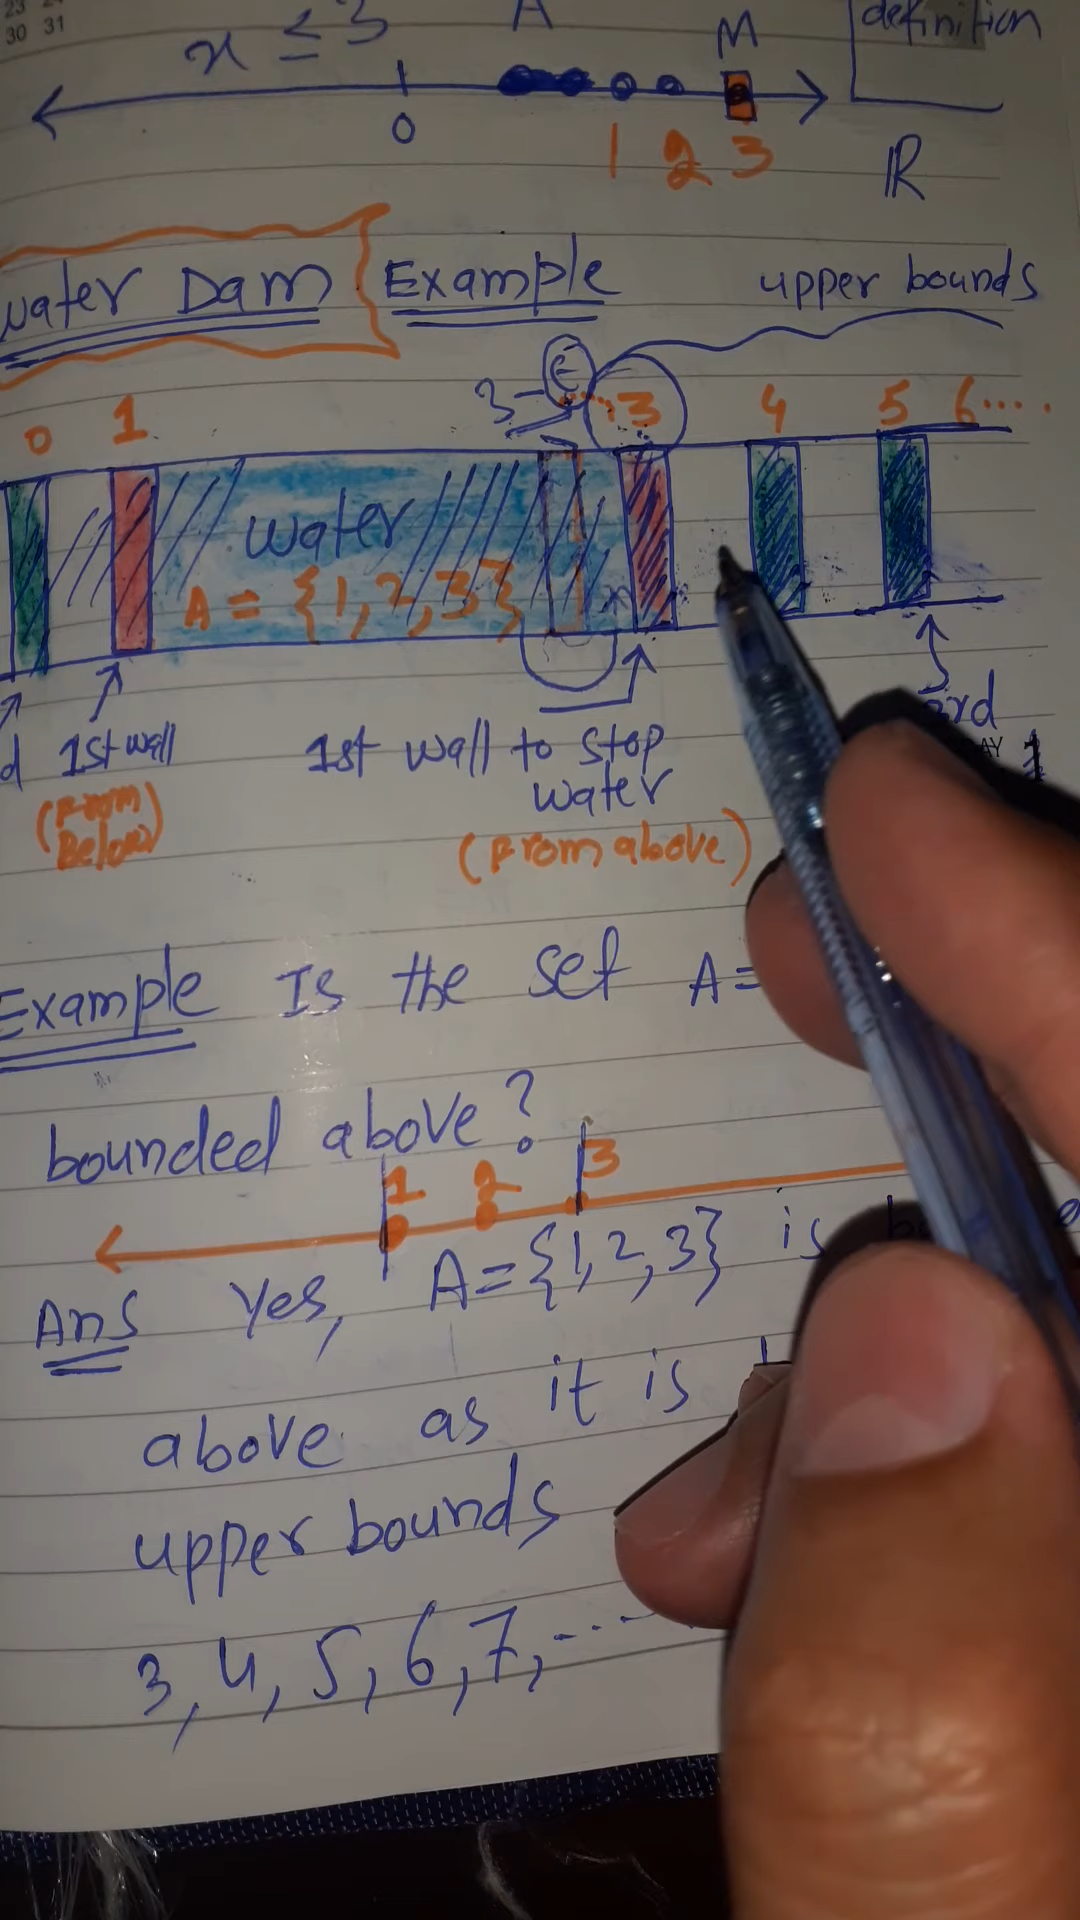 23
30 31
x ≤ 3
A
M
definition
0
1 2 3
ℝ
Water Dam
Example
upper bounds
3-ε
0 1 ....3 4 5 6....
Water
A = {1,2,3}
1st wall
1st wall to stop
water
(From
Below)
(From above)
Example Is the set A=
bounded above?
1 2 3
Ans Yes, A={1,2,3} is
above as it is
upper bounds
3, 4, 5, 6, 7, ....